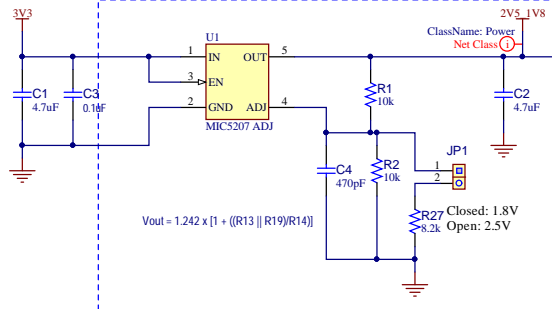 3V3
2V5_1V8
ClassName: Power
Net Class i
U1
1 IN OUT 5
3 EN
2 GND ADJ 4
MIC5207 ADJ
C1
4.7uF
C3
0.1uF
R1
10k
C2
4.7uF
C4
470pF
R2
10k
JP1
1
2
R27
8.2k
Closed: 1.8V
Open: 2.5V
Vout = 1.242 x [1 + ((R13 || R19)/R14)]